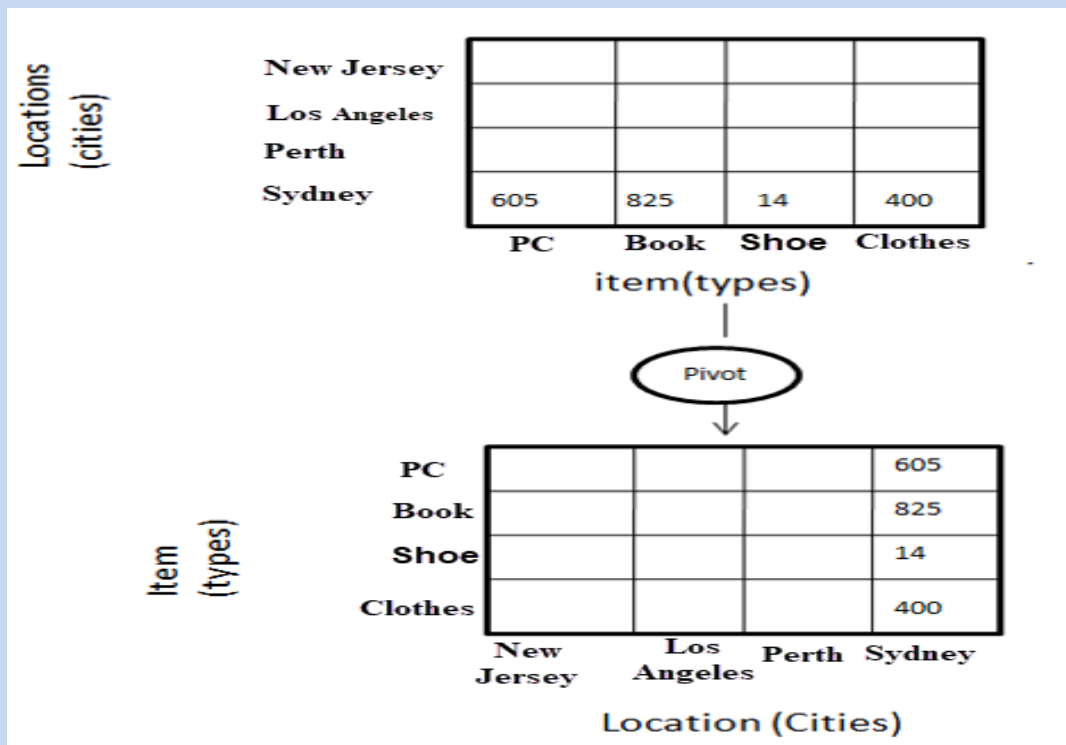 Locations
(cities)
New Jersey
Los Angeles
Perth
Sydney
605 825 14 400
PC Book Shoe Clothes
item(types)
Pivot
Item
(types)
PC 605
Book 825
Shoe 14
Clothes 400
New Jersey Los Angeles Perth Sydney
Location (Cities)